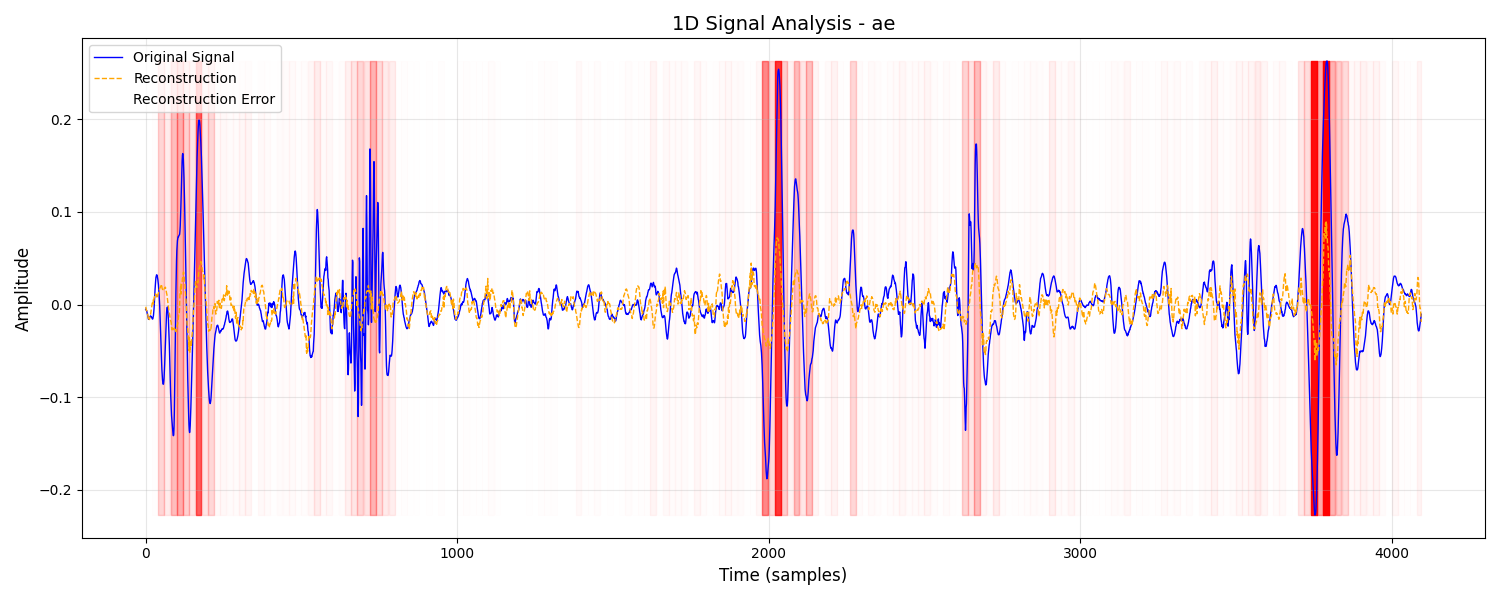 1D Signal Analysis - ae
Original Signal
Reconstruction
Reconstruction Error
Amplitude
0.2
0.1
0.0
−0.1
−0.2
0
1000
2000
3000
4000
Time (samples)